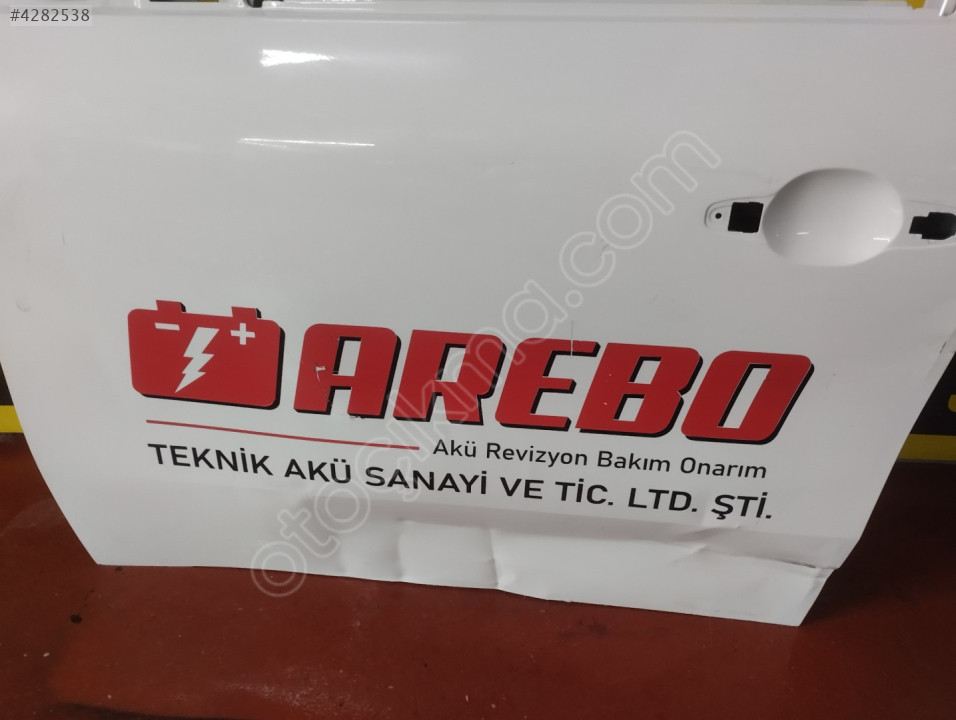 #4282538
otoçıkma.com
- +
AREBO
Akü Revizyon Bakım Onarım
TEKNİK AKÜ SANAYİ VE TİC. LTD. ŞTİ.